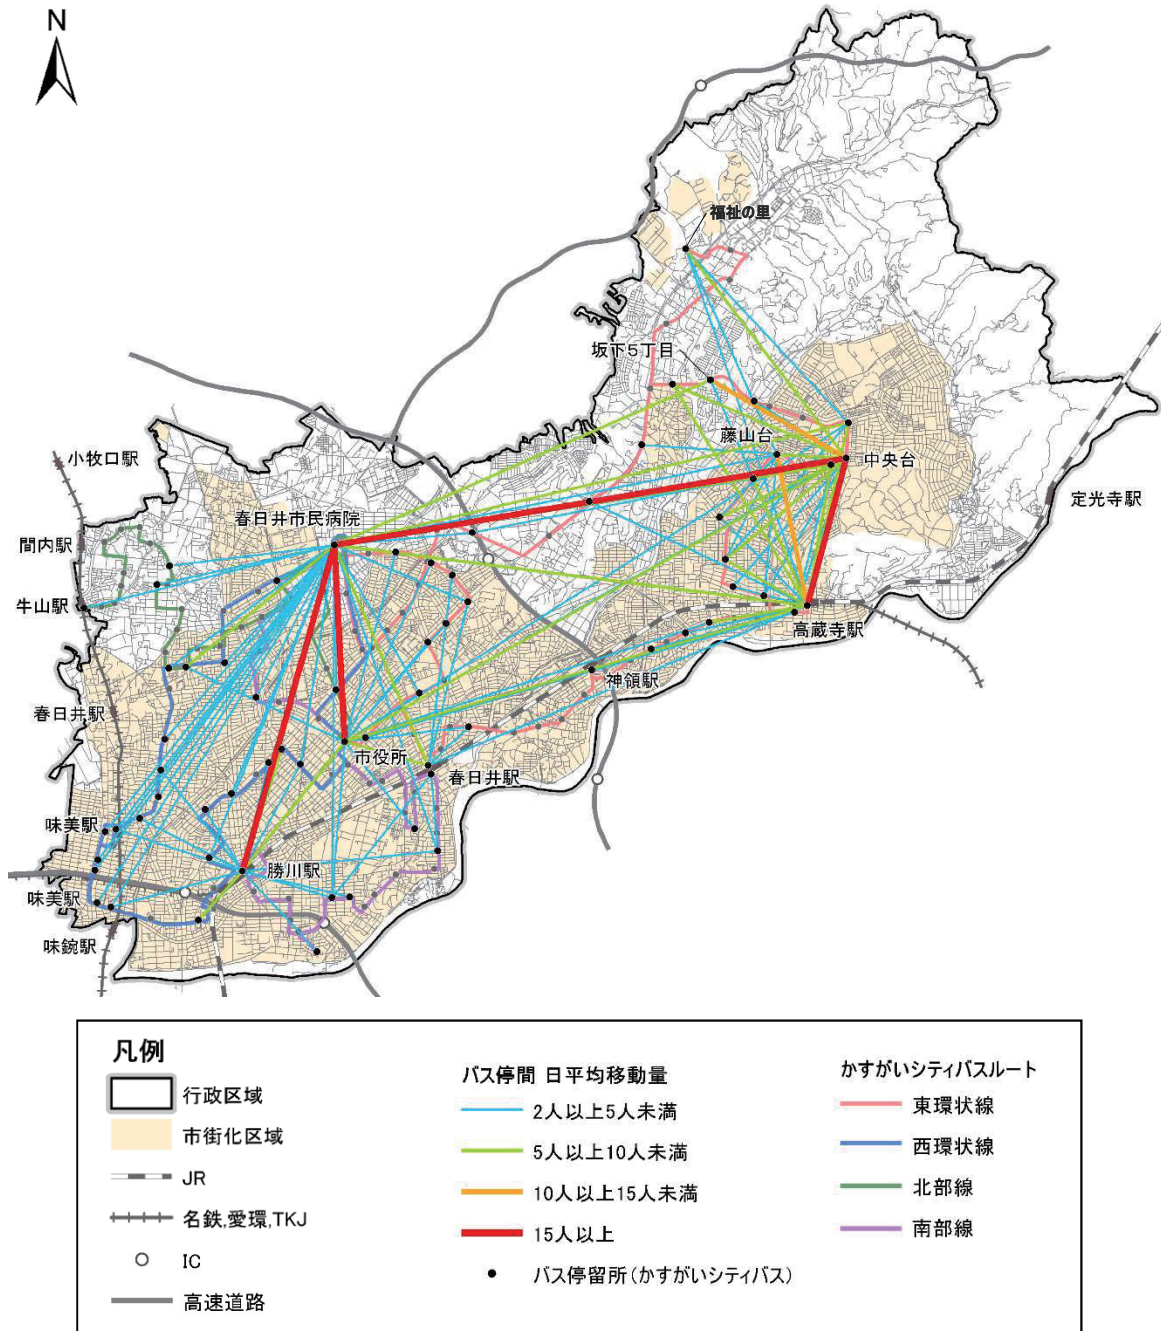 N
福祉の里
坂下5丁目
藤山台
中央台
小牧口駅
定光寺駅
春日井市民病院
間内駅
牛山駅
高蔵寺駅
神領駅
春日井駅
市役所
春日井駅
味美駅
勝川駅
味美駅
味鋺駅
凡例
行政区域
市街化区域
JR
名鉄,愛環,TKJ
IC
高速道路
バス停間 日平均移動量
2人以上5人未満
5人以上10人未満
10人以上15人未満
15人以上
バス停留所(かすがいシティバス)
かすがいシティバスルート
東環状線
西環状線
北部線
南部線